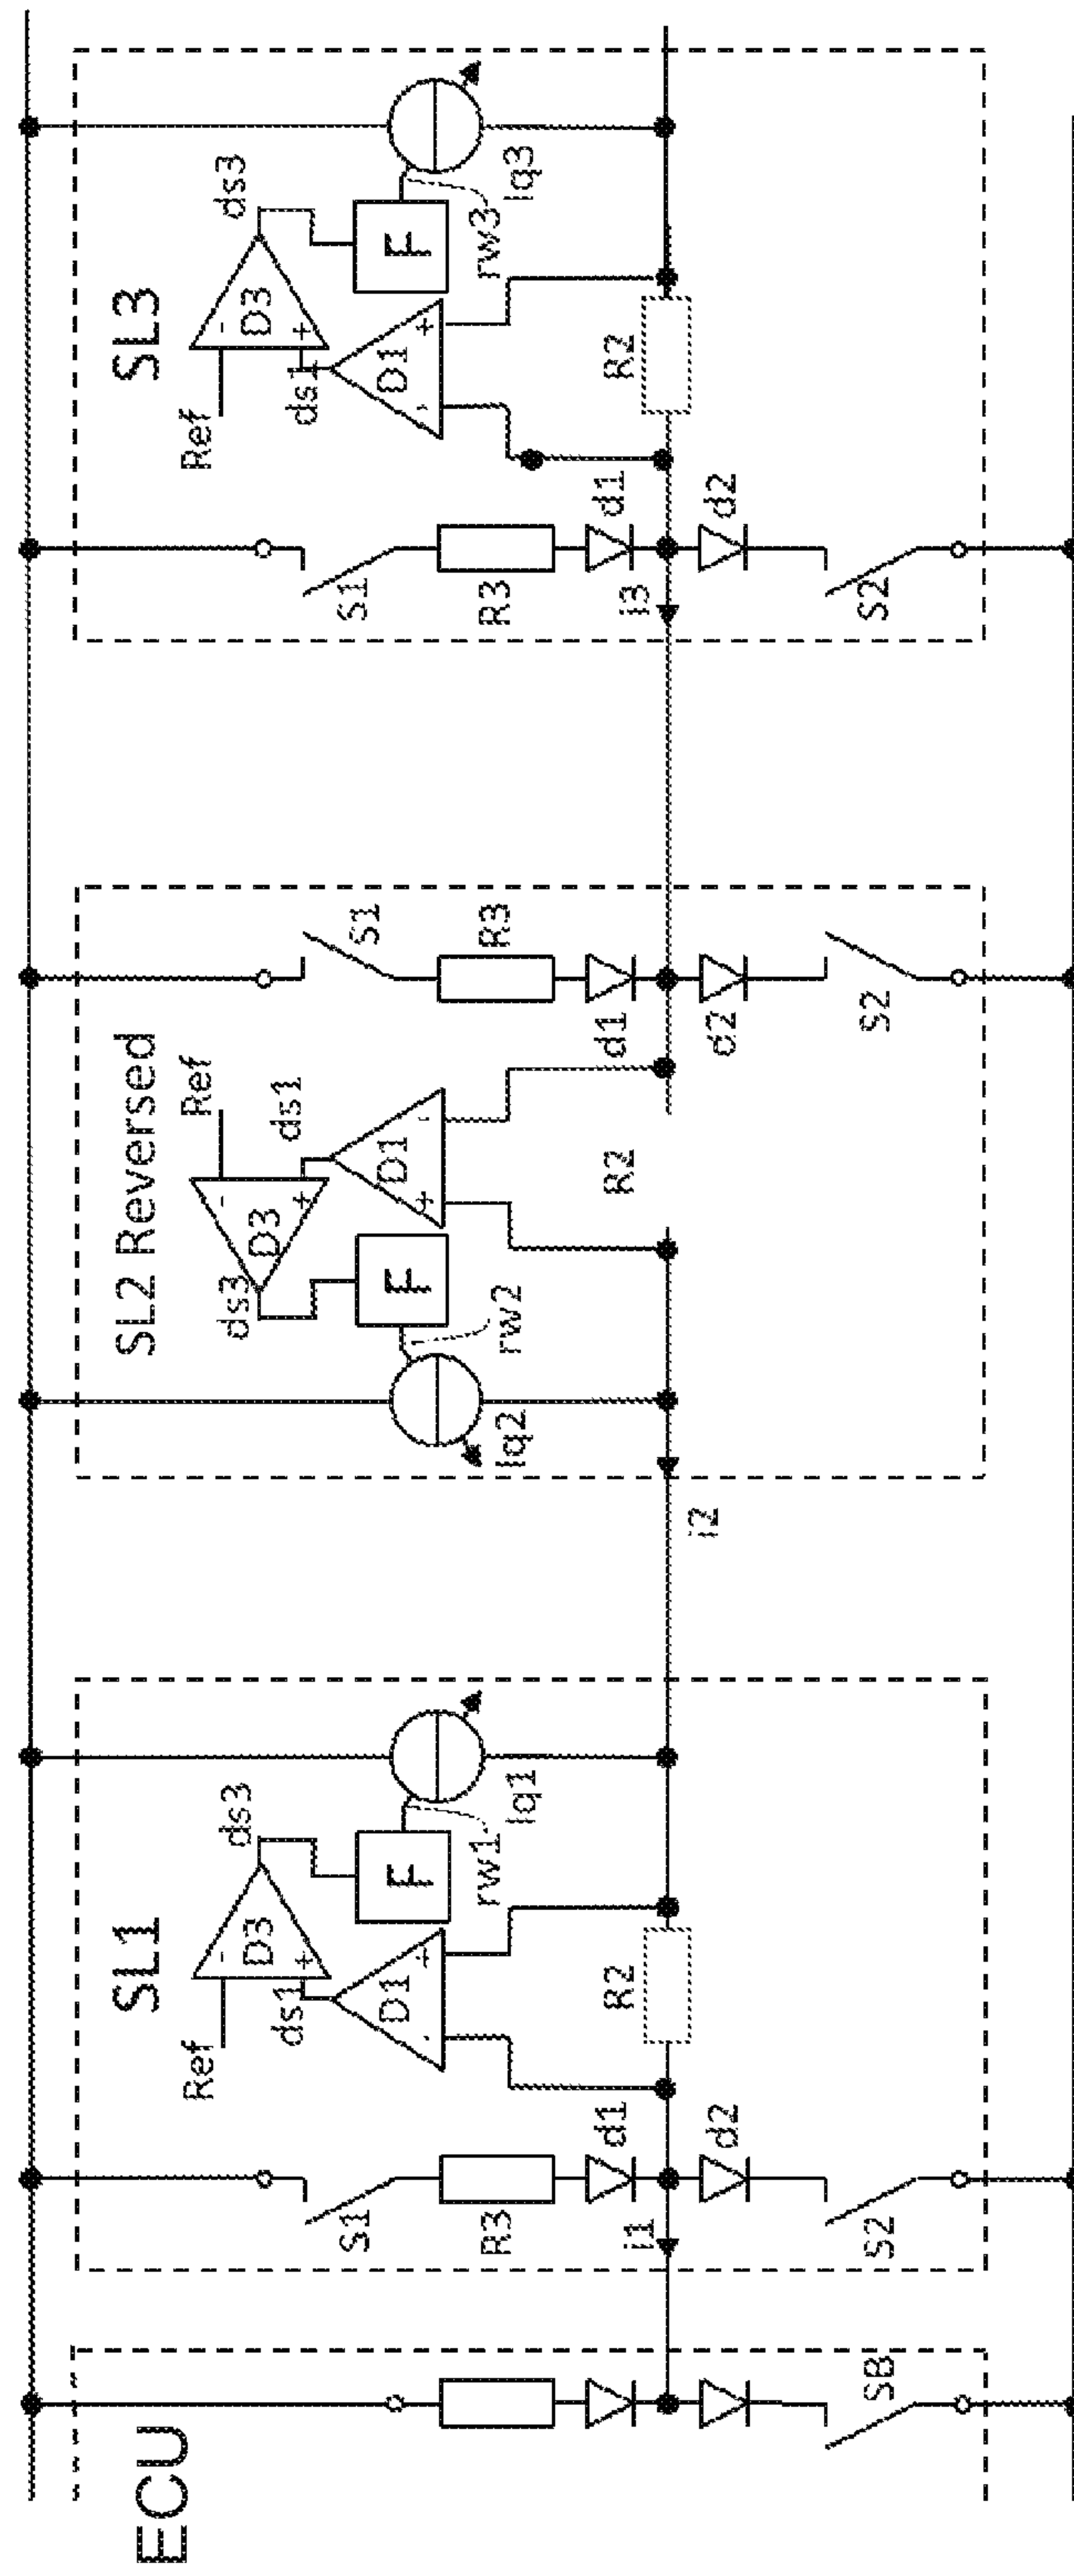 ECU
SB
SL1
Ref
-
+
D3
ds3
ds1
D1
-
+
F
rw1
Iq1
S1
R3
d1
i1
d2
S2
R2
SL2 Reversed
Ref
-
+
D3
ds3
ds1
D1
+
-
F
rw2
Iq2
S1
R3
d1
d2
S2
R2
i2
SL3
Ref
-
+
D3
ds3
ds1
D1
-
+
F
rw3
Iq3
S1
R3
d1
i3
d2
S2
R2